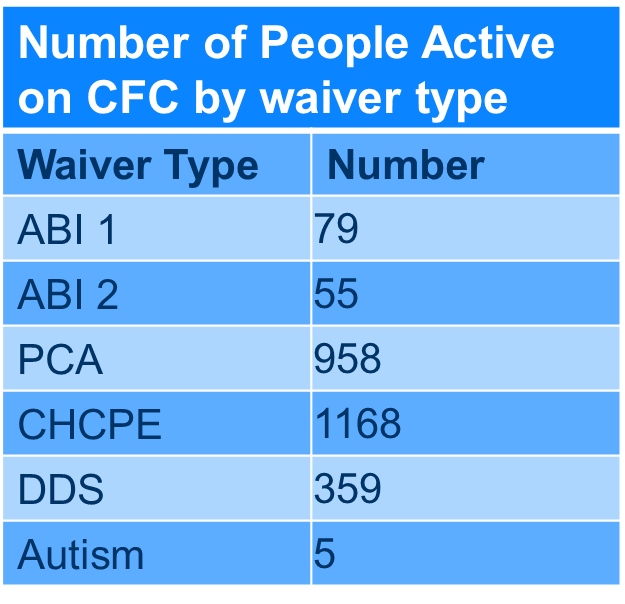 Number of People Active
on CFC by waiver type
Waiver Type Number
ABI 1 79
ABI 2 55
PCA 958
CHCPE 1168
DDS 359
Autism 5